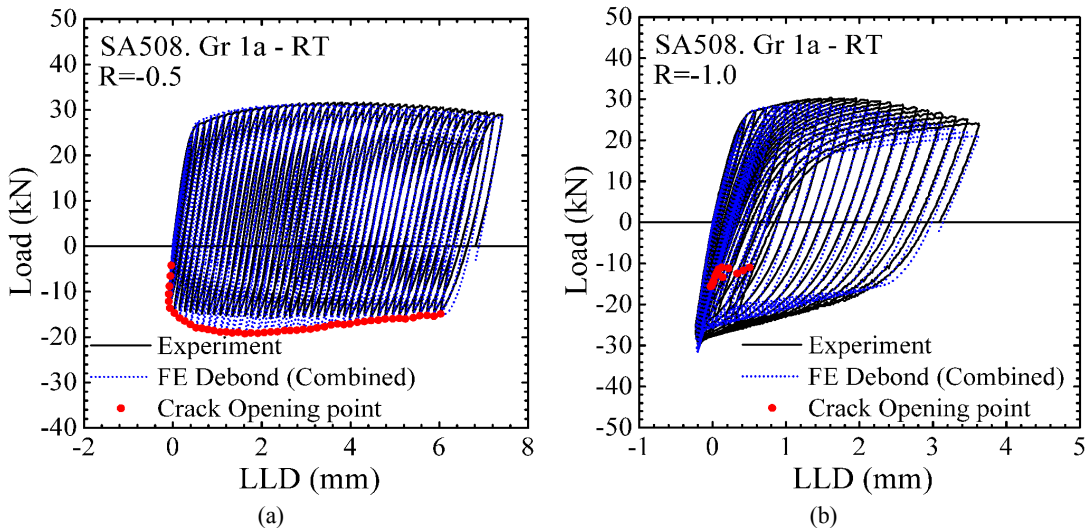 50
40
30
20
10
0
-10
-20
-30
-40
Load (kN)
SA508. Gr 1a - RT
R=-0.5
Experiment
FE Debond (Combined)
Crack Opening point
-2 0 2 4 6 8
LLD (mm)
(a)
50
40
30
20
10
0
-10
-20
-30
-40
-50
Load (kN)
SA508. Gr 1a - RT
R=-1.0
Experiment
FE Debond (Combined)
Crack Opening point
-1 0 1 2 3 4 5
LLD (mm)
(b)